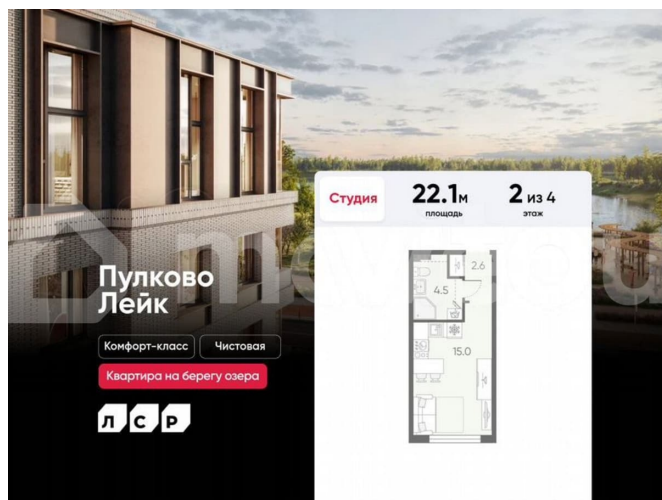 Студия
22.1м
площадь
2 из 4
этаж
Пулково
Лейк
Комфорт-класс
Чистовая
Квартира на берегу озера
ЛСР
2.6
4.5
15.0